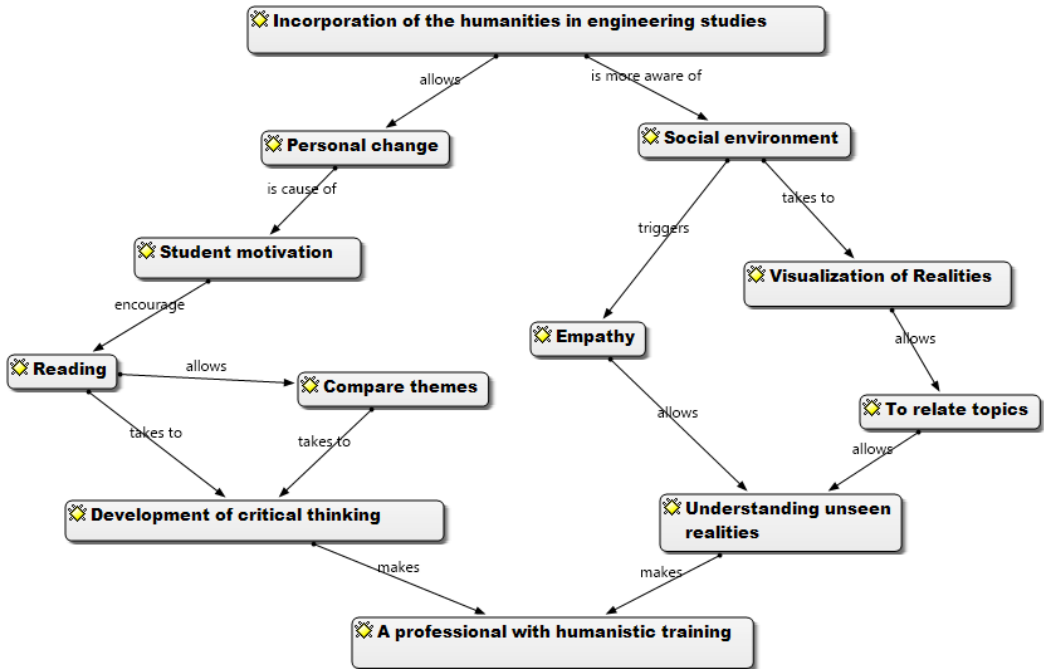 Incorporation of the humanities in engineering studies
allows
is more aware of
Personal change
Social environment
is cause of
takes to
triggers
Student motivation
Visualization of Realities
encourage
Empathy
allows
Reading
allows
Compare themes
allows
To relate topics
takes to
takes to
allows
Development of critical thinking
Understanding unseen
realities
makes
makes
A professional with humanistic training